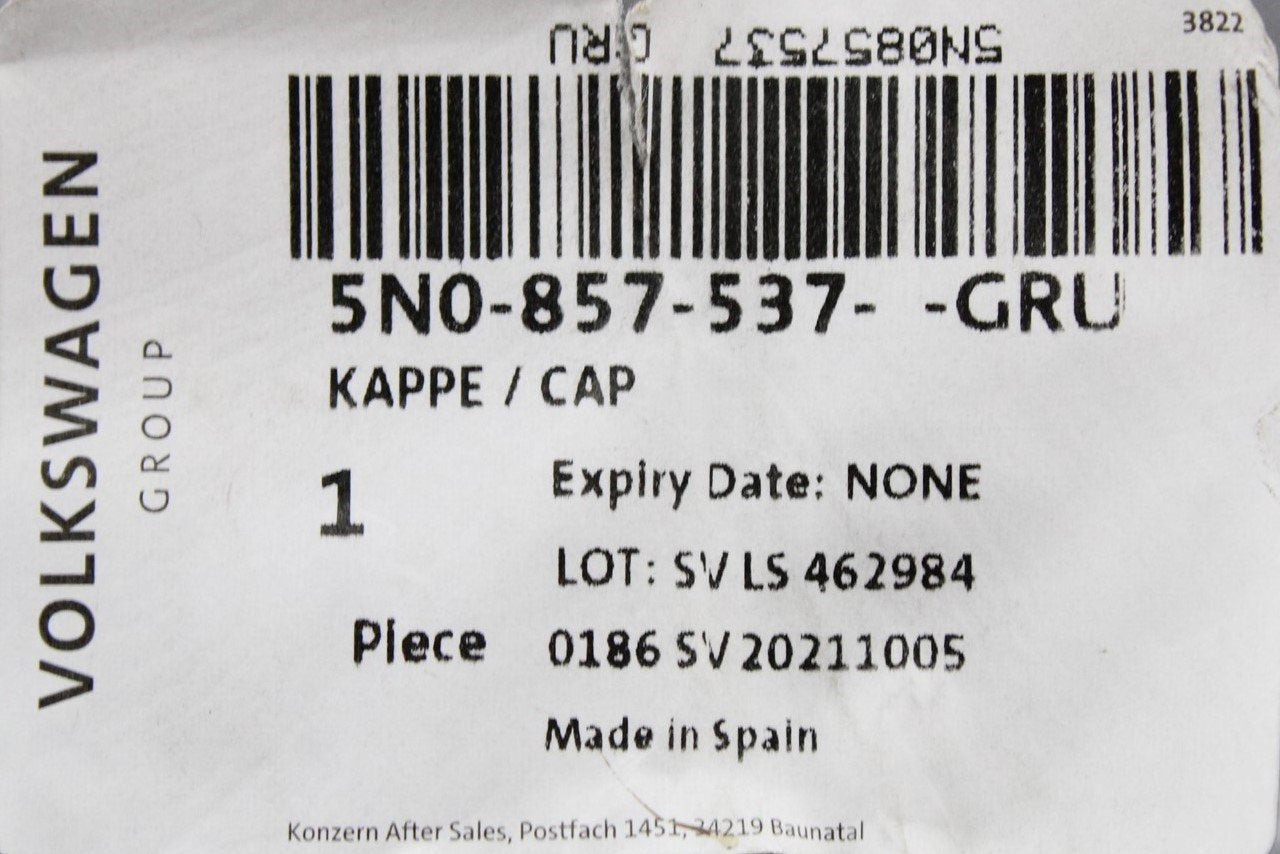 3822
5N0857537 GRU
5N0-857-537- -GRU
KAPPE / CAP
1
Expiry Date: NONE
LOT: SV LS 462984
Piece
0186 SV 20211005
Made in Spain
Konzern After Sales, Postfach 1451, 34219 Baunatal
VOLKSWAGEN
GROUP